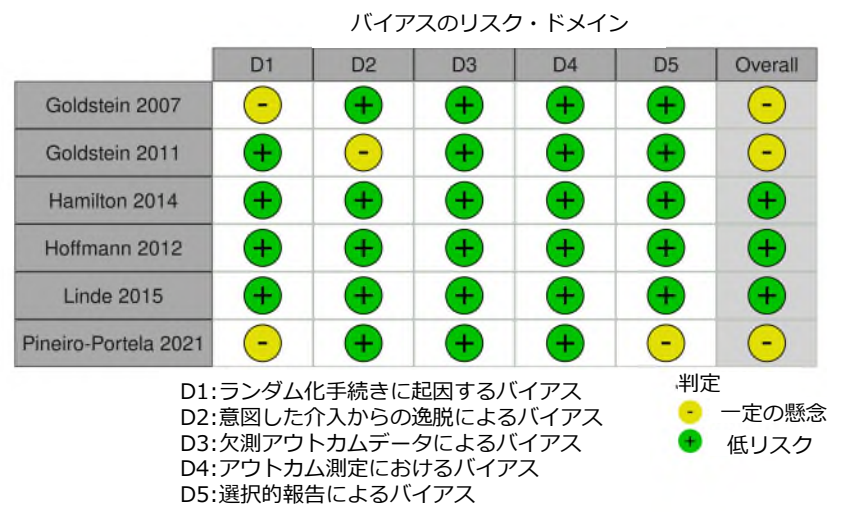 バイアスのリスク・ドメイン
D1 D2 D3 D4 D5 Overall
Goldstein 2007 - + + + + -
Goldstein 2011 + - + + + -
Hamilton 2014 + + + + + +
Hoffmann 2012 + + + + + +
Linde 2015 + + + + + +
Pineiro-Portela 2021 - + + + - -
D1:ランダム化手続きに起因するバイアス
D2:意図した介入からの逸脱によるバイアス
D3:欠測アウトカムデータによるバイアス
D4:アウトカム測定におけるバイアス
D5:選択的報告によるバイアス
判定
- 一定の懸念
+ 低リスク